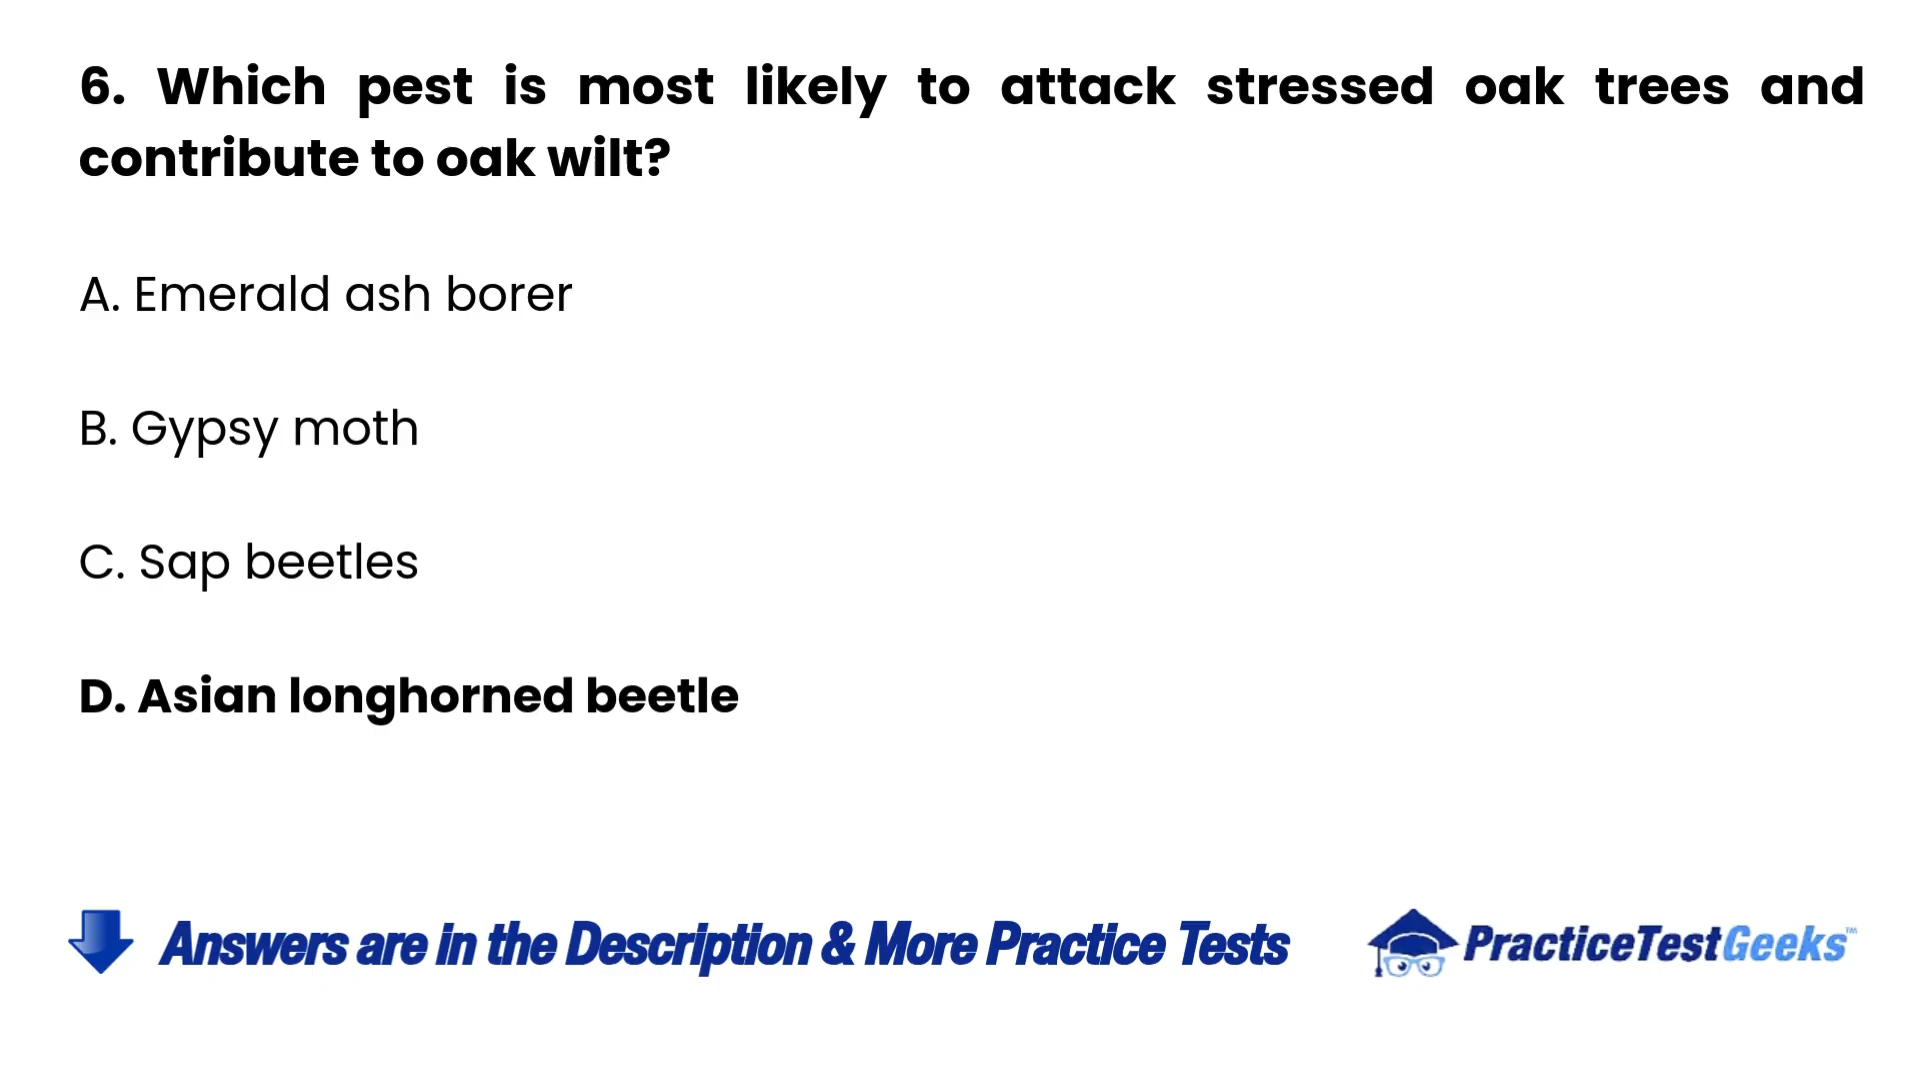 6. Which pest is most likely to attack stressed oak trees and
contribute to oak wilt?
A. Emerald ash borer
B. Gypsy moth
C. Sap beetles
D. Asian longhorned beetle
Answers are in the Description & More Practice Tests
PracticeTestGeeks™